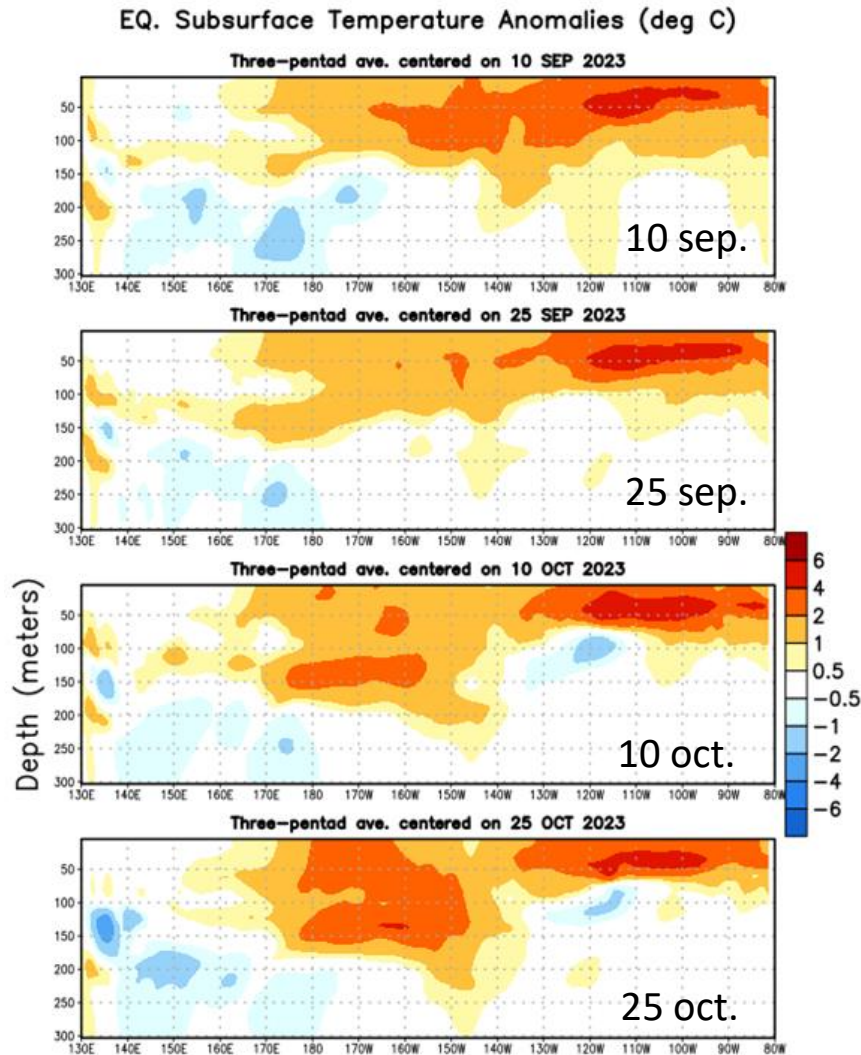 EQ. Subsurface Temperature Anomalies (deg C)
Three-pentad ave. centered on 10 SEP 2023
50
100
150
200
250
300
10 sep.
130E 140E 150E 160E 170E 180 170W 160W 150W 140W 130W 120W 110W 100W 90W 80W
Three-pentad ave. centered on 25 SEP 2023
50
100
150
200
250
300
25 sep.
130E 140E 150E 160E 170E 180 170W 160W 150W 140W 130W 120W 110W 100W 90W 80W
Three-pentad ave. centered on 10 OCT 2023
50
100
150
200
250
300
10 oct.
130E 140E 150E 160E 170E 180 170W 160W 150W 140W 130W 120W 110W 100W 90W 80W
Three-pentad ave. centered on 25 OCT 2023
50
100
150
200
250
300
25 oct.
130E 140E 150E 160E 170E 180 170W 160W 150W 140W 130W 120W 110W 100W 90W 80W
Depth (meters)
6
4
2
1
0.5
-0.5
-1
-2
-4
-6